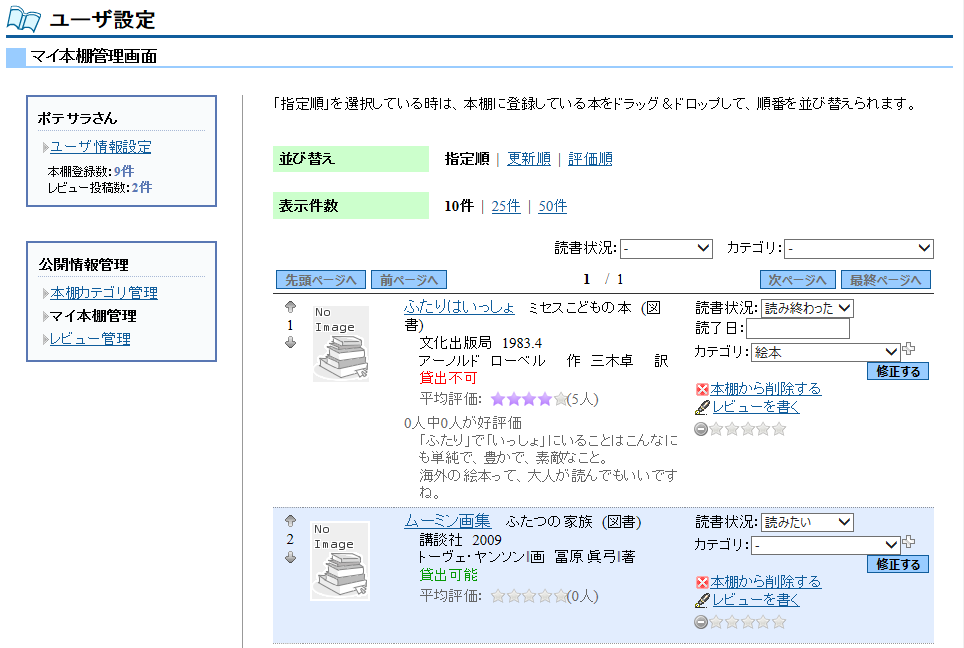 ユーザ設定
マイ本棚管理画面
ポテサラさん
ユーザ情報設定
本棚登録数:9件
レビュー投稿数:2件
公開情報管理
本棚カテゴリ管理
マイ本棚管理
レビュー管理
「指定順」を選択している時は、本棚に登録している本をドラッグ＆ドロップして、順番を並び替えられます。
並び替え 指定順 | 更新順 | 評価順
表示件数 10件 | 25件 | 50件
読書状況: - カテゴリ: -
先頭ページへ 前ページへ 1 / 1 次ページへ 最終ページへ
1
No
Image
ふたりはいっしょ ミセスこどもの本 (図
書)
文化出版局 1983.4
アーノルド ローベル 作 三木卓 訳
貸出不可
平均評価: (5人)
0人中0人が好評価
「ふたり」で「いっしょ」にいることはこんなに
も単純で、豊かで、素敵なこと。
海外の絵本って、大人が読んでもいいです
ね。
読書状況: 読み終わった
読了日:
カテゴリ: 絵本
修正する
本棚から削除する
レビューを書く
2
No
Image
ムーミン画集 ふたつの家族 (図書)
講談社 2009
トーヴェ・ヤンソン||画 冨原 眞弓||著
貸出可能
平均評価: (0人)
読書状況: 読みたい
カテゴリ: -
修正する
本棚から削除する
レビューを書く